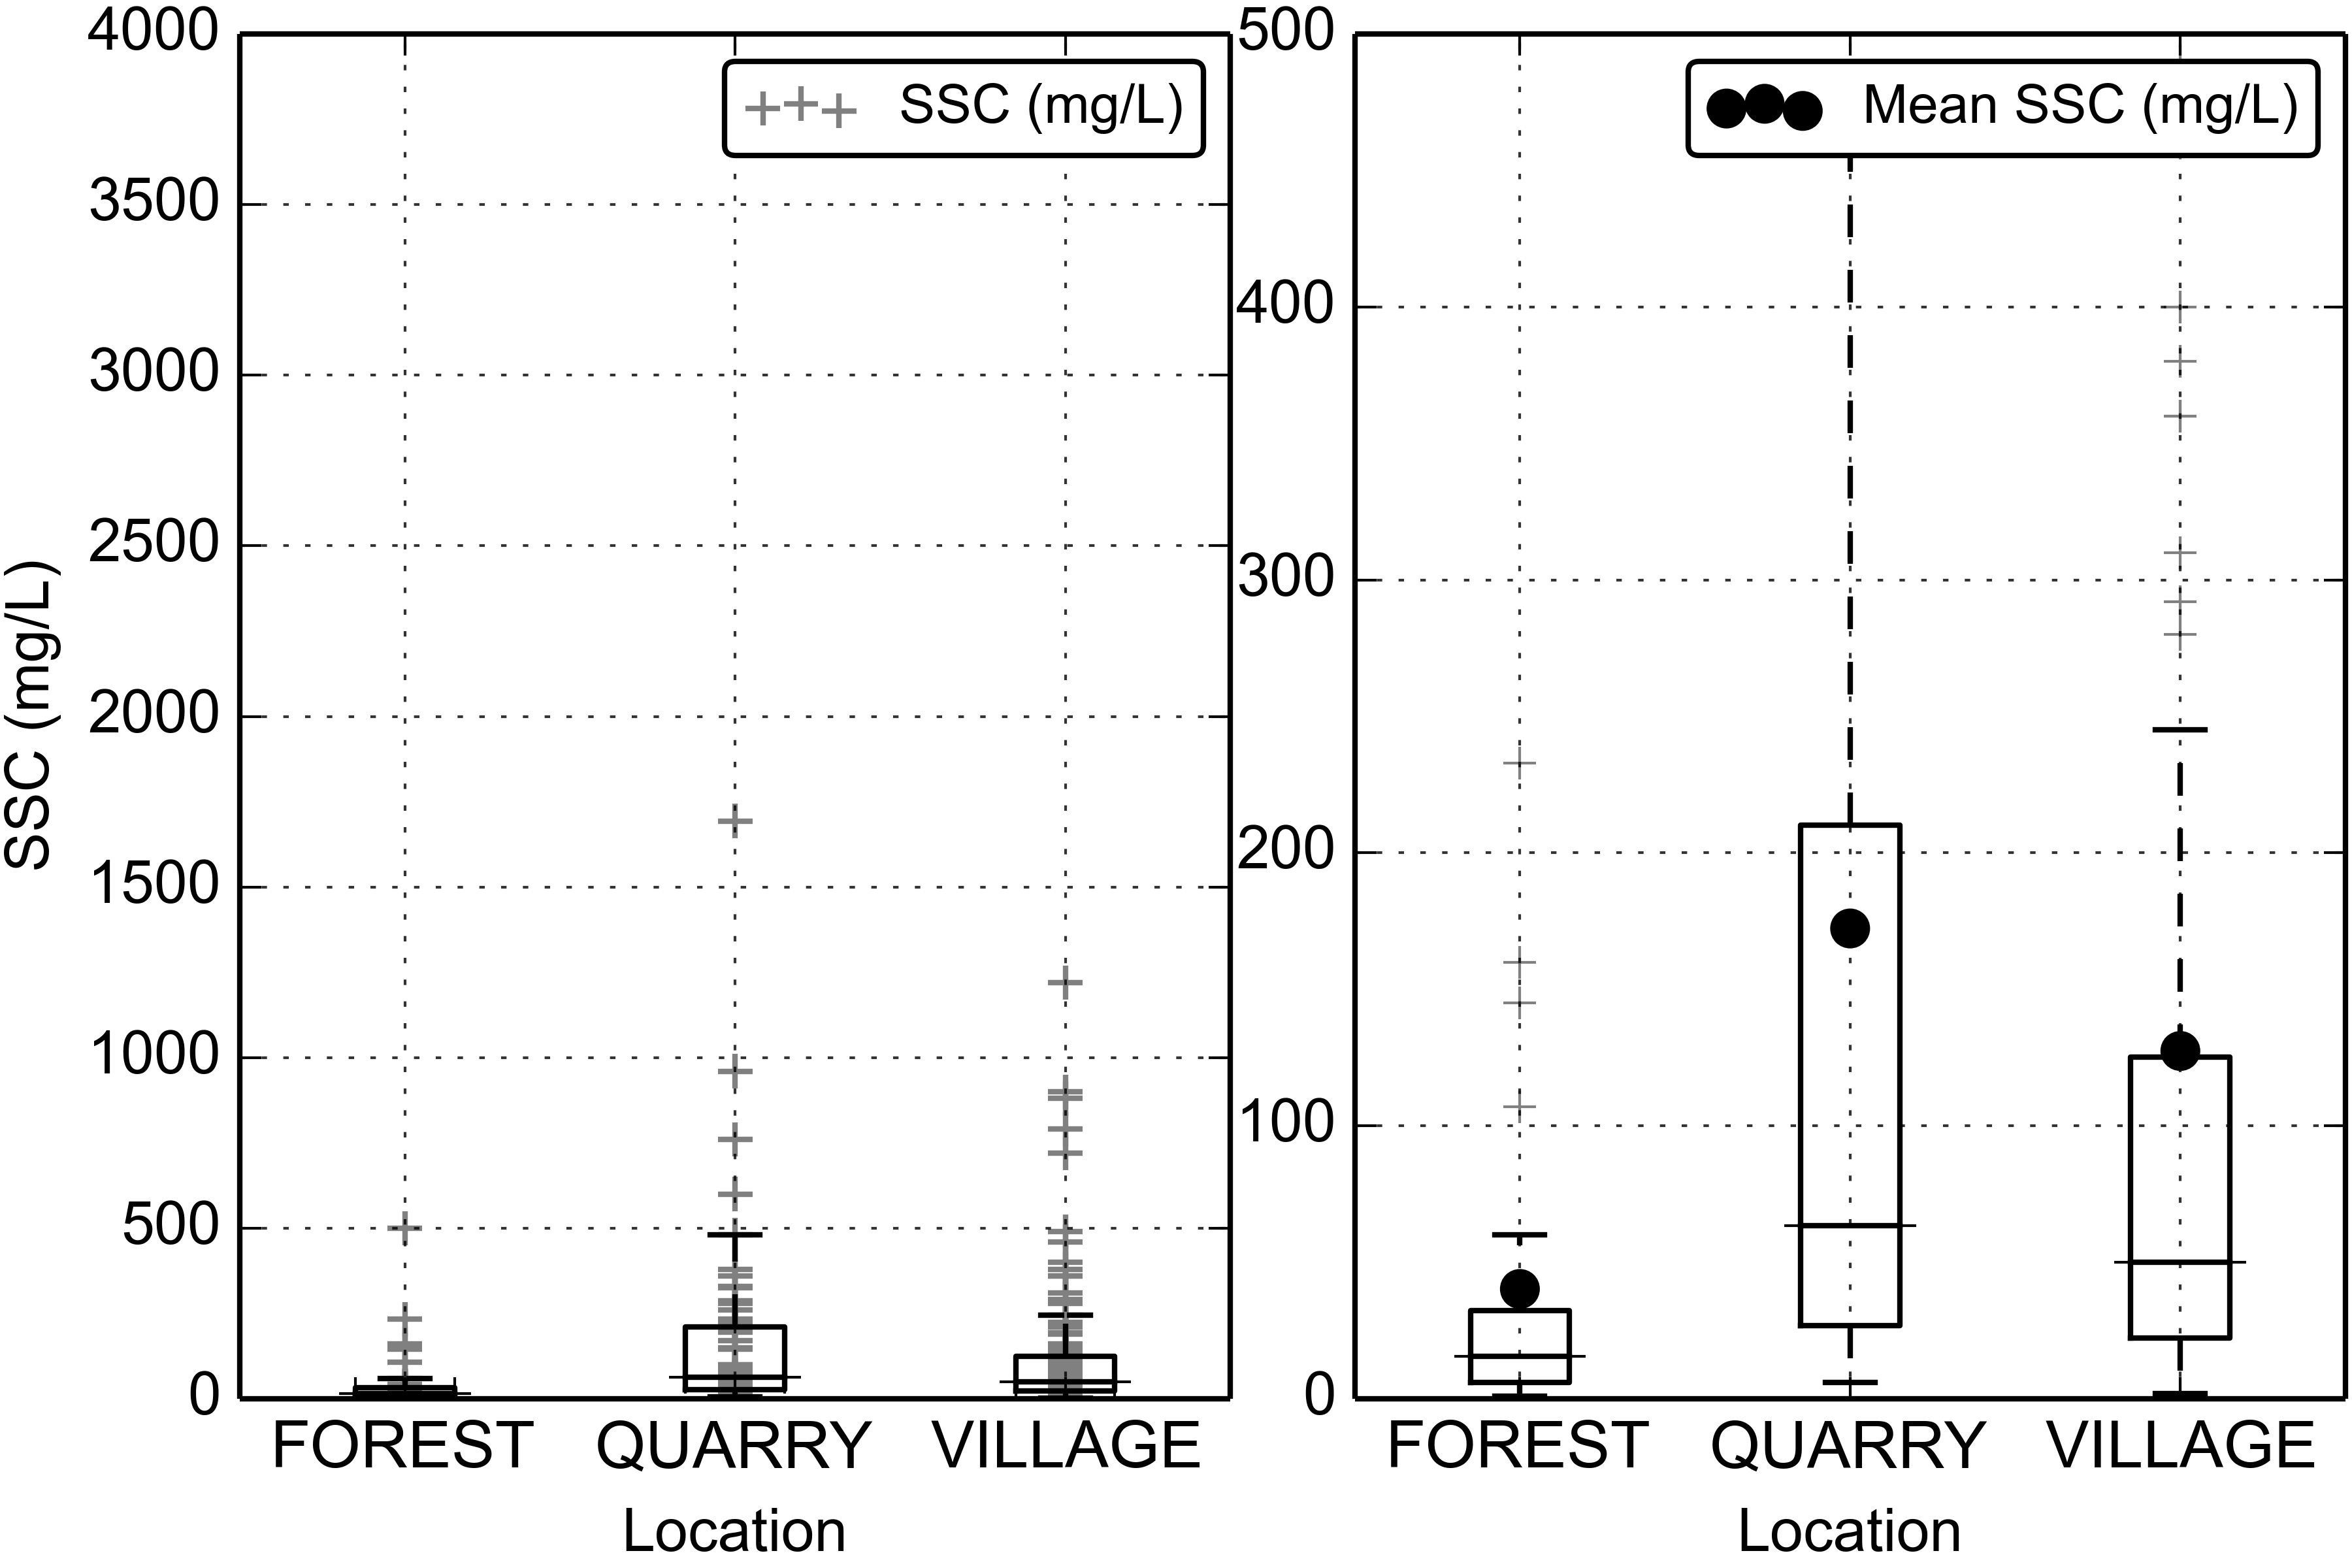 SSC (mg/L)
4000
3500
3000
2500
2000
1500
1000
500
0
SSC (mg/L)
FOREST QUARRY VILLAGE
Location
500
400
300
200
100
0
Mean SSC (mg/L)
FOREST QUARRY VILLAGE
Location